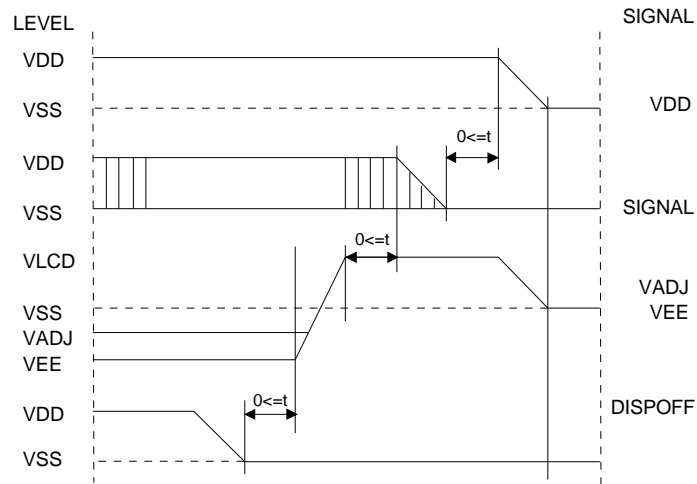 LEVEL SIGNAL
VDD
VSS VDD
0<=t
VDD
VSS SIGNAL
0<=t
VLCD
VADJ
VSS VEE
VADJ
VEE
0<=t
VDD DISPOFF
VSS